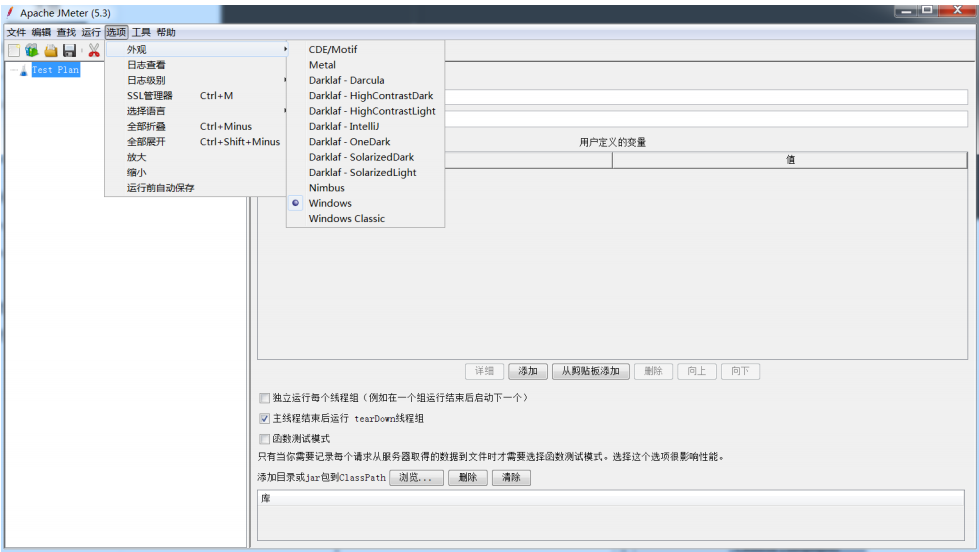 Apache JMeter (5.3)
文件 编辑 查找 运行 选项 工具 帮助
外观
日志查看
日志级别
SSL管理器 Ctrl+M
选择语言
全部折叠 Ctrl+Minus
全部展开 Ctrl+Shift+Minus
放大
缩小
运行前自动保存
CDE/Motif
Metal
Darklaf - Darcula
Darklaf - HighContrastDark
Darklaf - HighContrastLight
Darklaf - IntelliJ
Darklaf - OneDark
Darklaf - SolarizedDark
Darklaf - SolarizedLight
Nimbus
Windows
Windows Classic
Test Plan
用户定义的变量
值
详细 添加 从剪贴板添加 删除 向上 向下
独立运行每个线程组（例如在一个组运行结束后启动下一个）
主线程结束后运行 tearDown线程组
函数测试模式
只有当你需要记录每个请求从服务器取得的数据到文件时才需要选择函数测试模式。选择这个选项很影响性能。
添加目录或jar包到ClassPath 浏览... 删除 清除
库